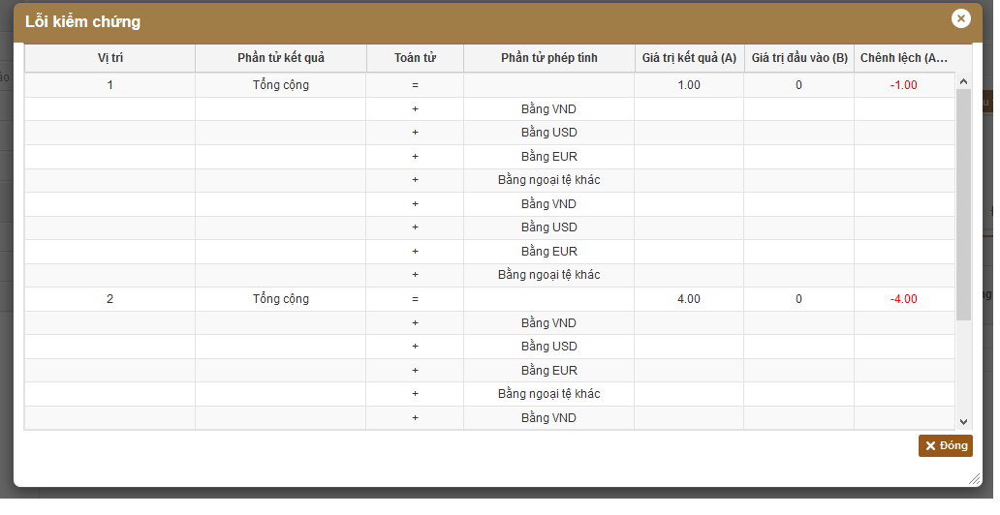 Lỗi kiểm chứng
Vị trí Phần tử kết quả Toán tử Phần tử phép tính Giá trị kết quả (A) Giá trị đầu vào (B) Chênh lệch (A...
1 Tổng cộng = 1.00 0 -1.00
+ Bằng VND
+ Bằng USD
+ Bằng EUR
+ Bằng ngoại tệ khác
+ Bằng VND
+ Bằng USD
+ Bằng EUR
+ Bằng ngoại tệ khác
2 Tổng cộng = 4.00 0 -4.00
+ Bằng VND
+ Bằng USD
+ Bằng EUR
+ Bằng ngoại tệ khác
+ Bằng VND
Đóng